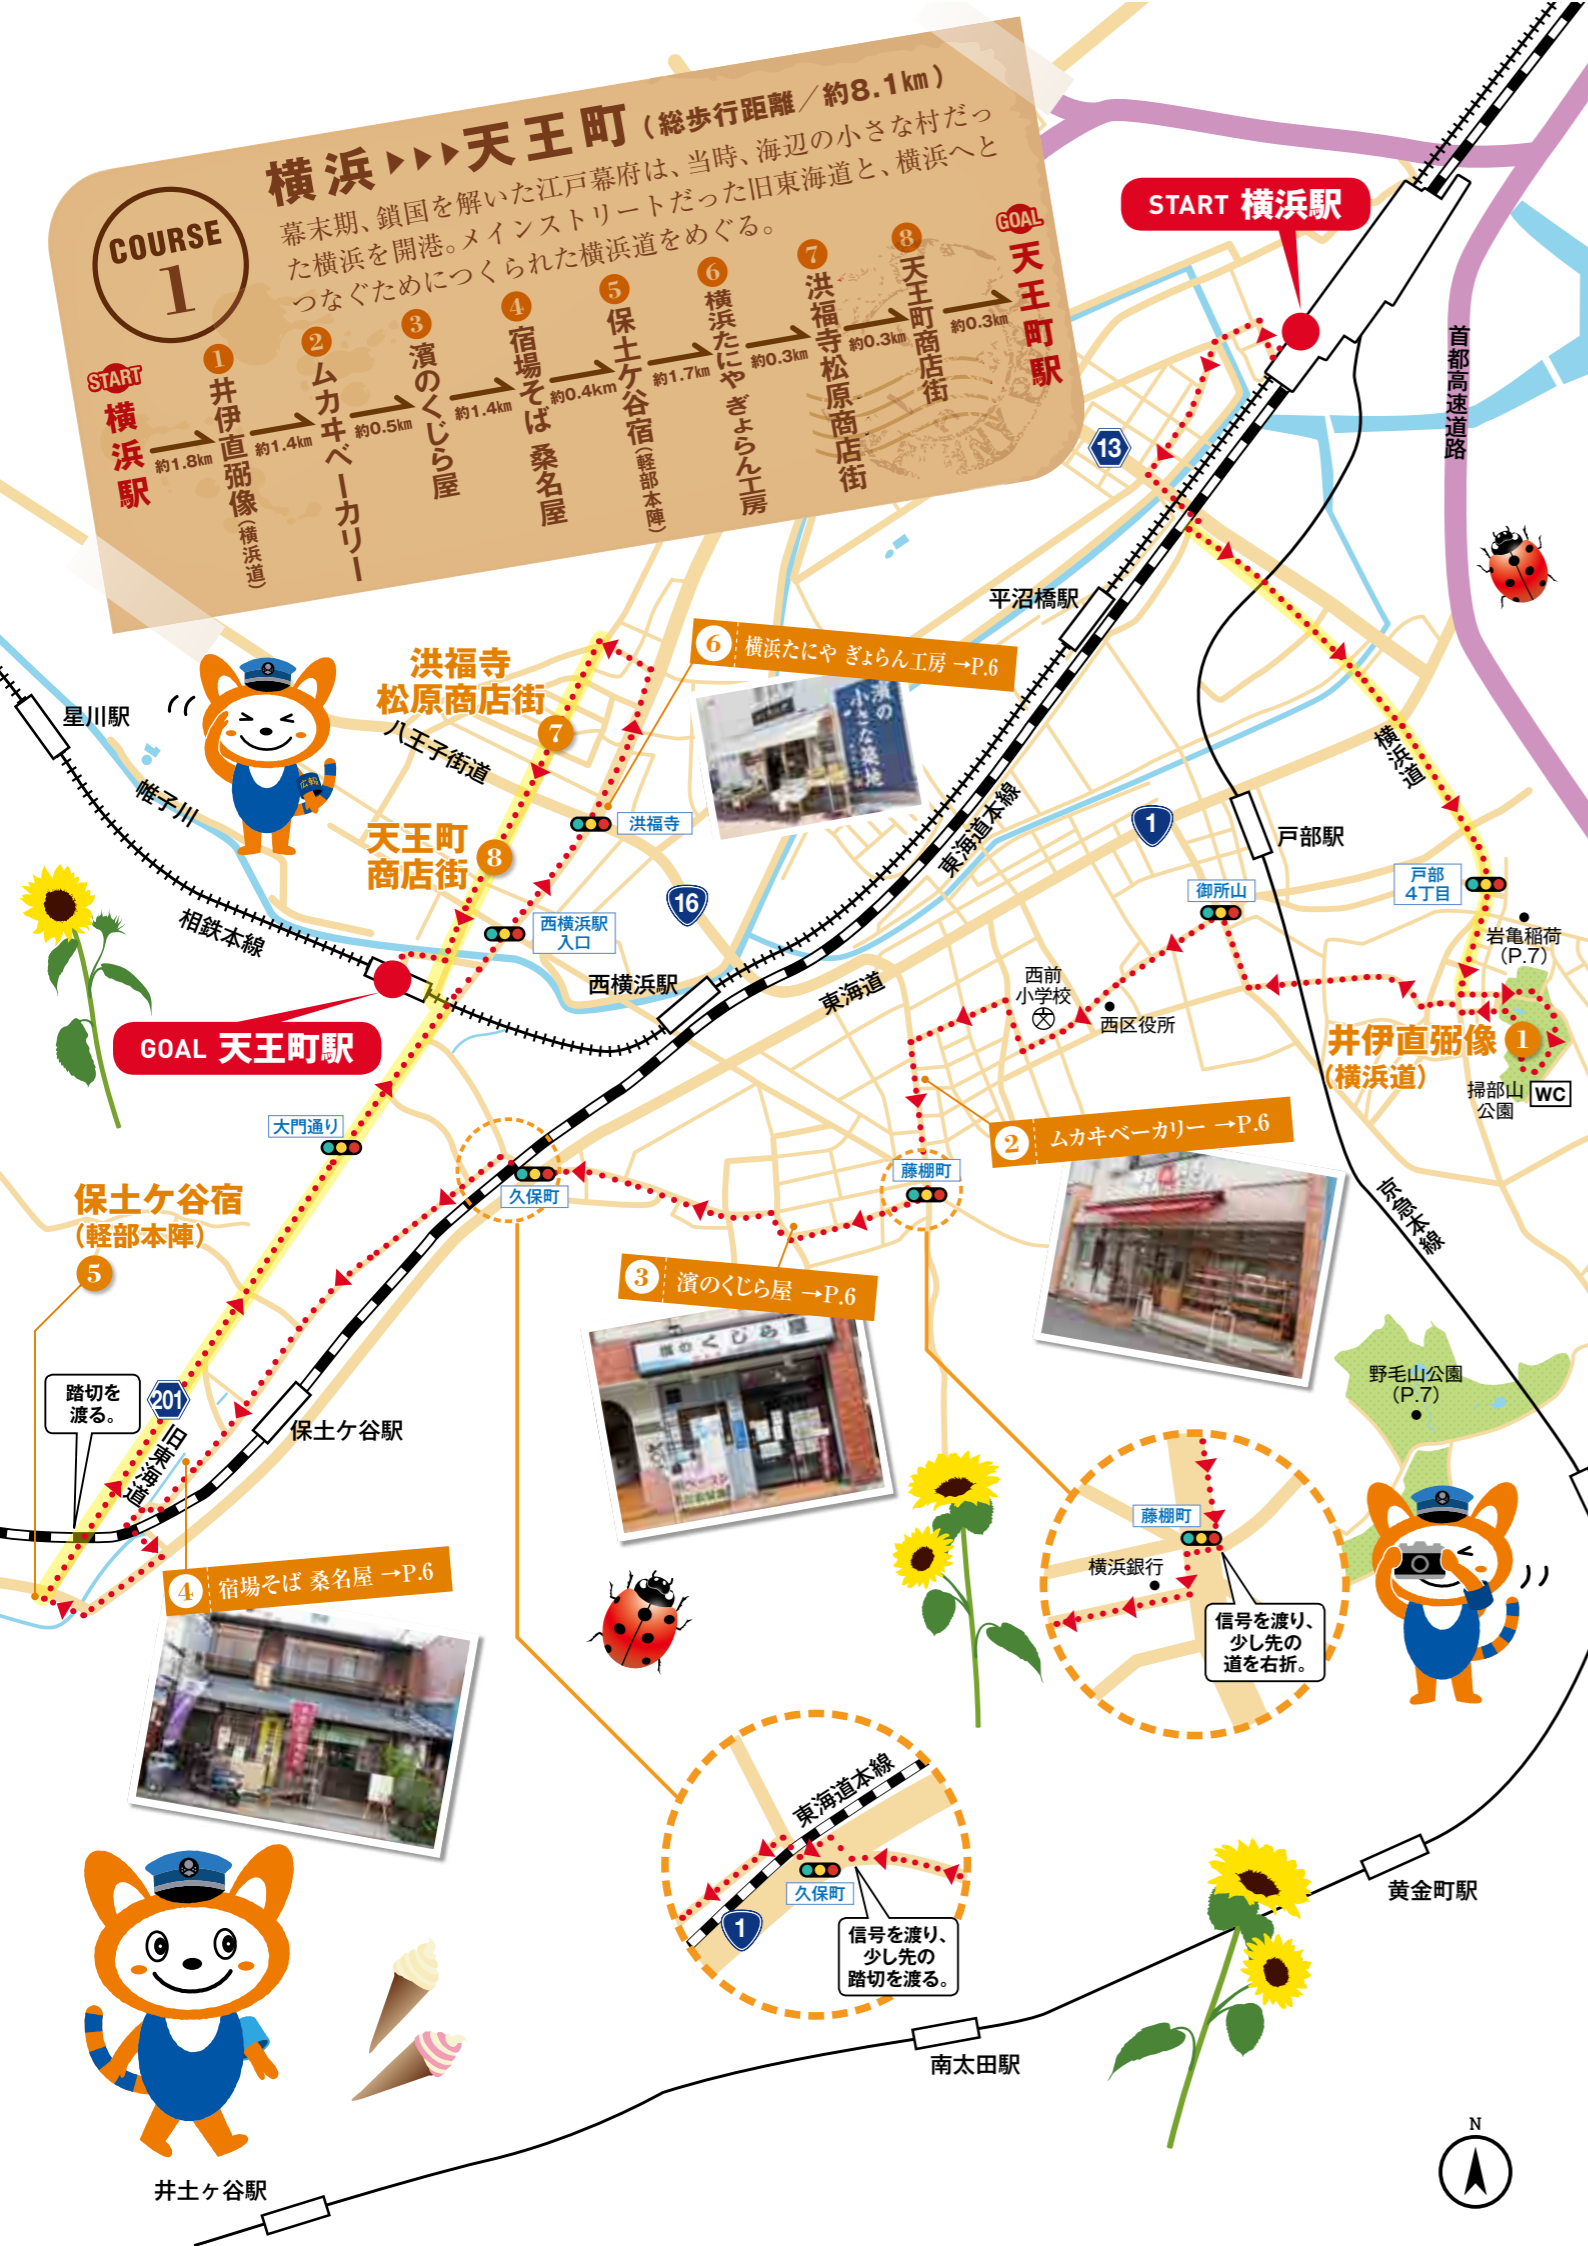 COURSE
1
横浜▶▶▶天王町(総歩行距離／約8.1㎞)
幕末期、鎖国を解いた江戸幕府は、当時、海辺の小さな村だっ
た横浜を開港。メインストリートだった旧東海道と、横浜へと
つなぐためにつくられた横浜道をめぐる。
START
横浜駅
約1.8㎞
1
井伊直弼像(横浜道)
約1.4㎞
2
ムカヰベーカリー
約0.5㎞
3
濱のくじら屋
約1.4㎞
4
宿場そば 桑名屋
約0.4km
5
保土ケ谷宿(軽部本陣)
約1.7㎞
6
横浜たにや ぎょらん工房
約0.3㎞
7
洪福寺松原商店街
約0.3㎞
8
天王町商店街
約0.3㎞
GOAL
天王町駅
START 横浜駅
首都高速道路
13
平沼橋駅
6 横浜たにや ぎょらん工房 →P.6
濱の
小さな築地
洪福寺
松原商店街
7
八王子街道
星川駅
帷子川
広報
洪福寺
天王町
商店街
8
16
東海道本線
1
横浜道
戸部駅
戸部
4丁目
御所山
岩亀稲荷
(P.7)
相鉄本線
西横浜駅
入口
西横浜駅
東海道
西前
小学校
西区役所
井伊直弼像 1
(横浜道)
掃部山
公園
WC
GOAL 天王町駅
大門通り
久保町
藤棚町
2 ムカヰベーカリー →P.6
京急本線
保土ケ谷宿
(軽部本陣)
5
3 濱のくじら屋 →P.6
濱のくじら屋
踏切を
渡る。
201
旧東海道
保土ケ谷駅
野毛山公園
(P.7)
4 宿場そば 桑名屋 →P.6
藤棚町
横浜銀行
信号を渡り、
少し先の
道を右折。
東海道本線
久保町
1
信号を渡り、
少し先の
踏切を渡る。
黄金町駅
南太田駅
井土ヶ谷駅
N